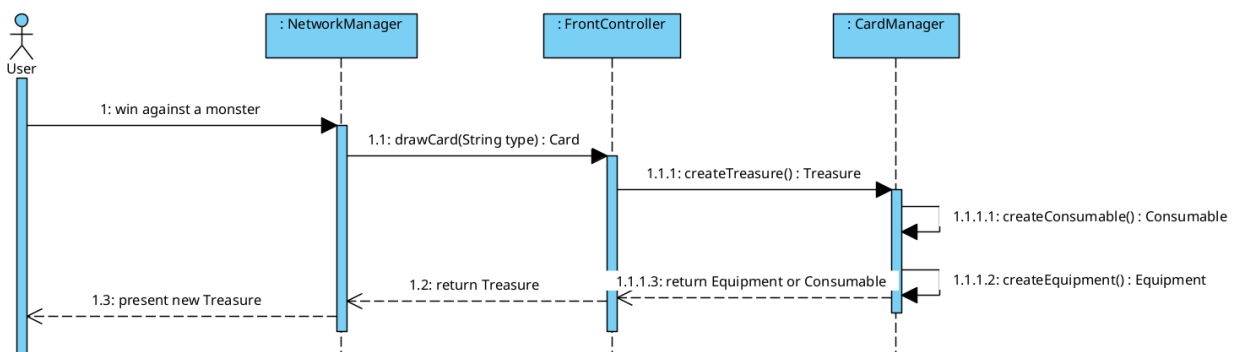 : NetworkManager
: FrontController
: CardManager
User
1: win against a monster
1.1: drawCard(String type) : Card
1.1.1: createTreasure() : Treasure
1.1.1.1: createConsumable() : Consumable
1.1.1.2: createEquipment() : Equipment
1.1.1.3: return Equipment or Consumable
1.2: return Treasure
1.3: present new Treasure